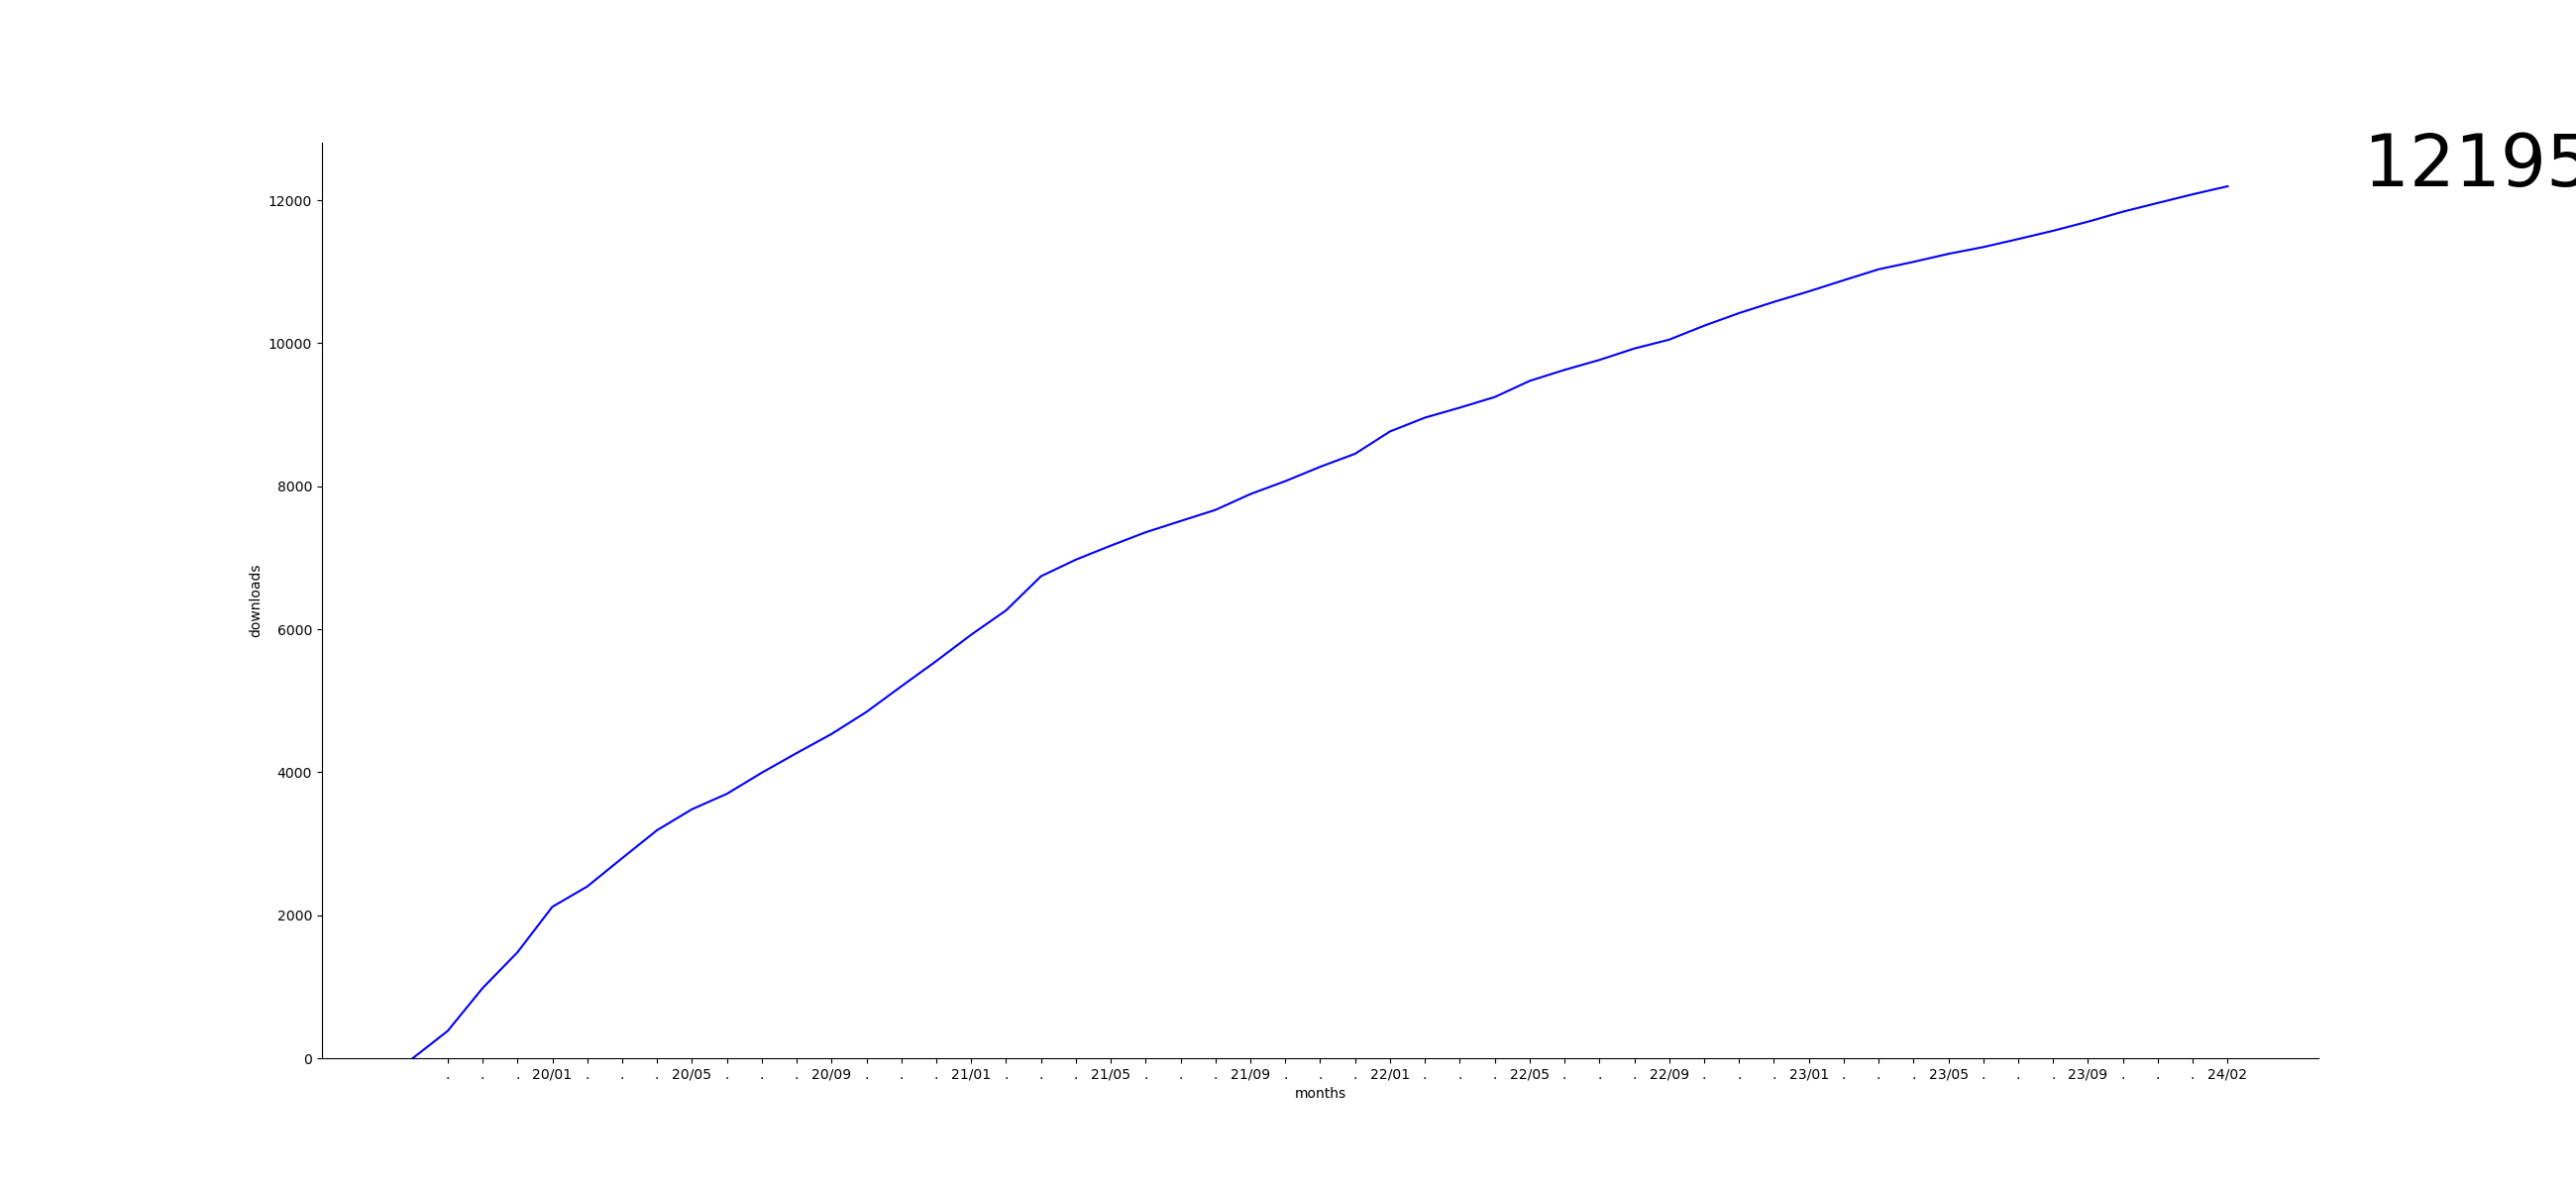 12195
12000
10000
8000
6000
4000
2000
0
downloads
. . . 20/01 . . . 20/05 . . . 20/09 . . . 21/01 . . . 21/05 . . . 21/09 . . . 22/01 . . . 22/05 . . . 22/09 . . . 23/01 . . . 23/05 . . . 23/09 . . . 24/02
months